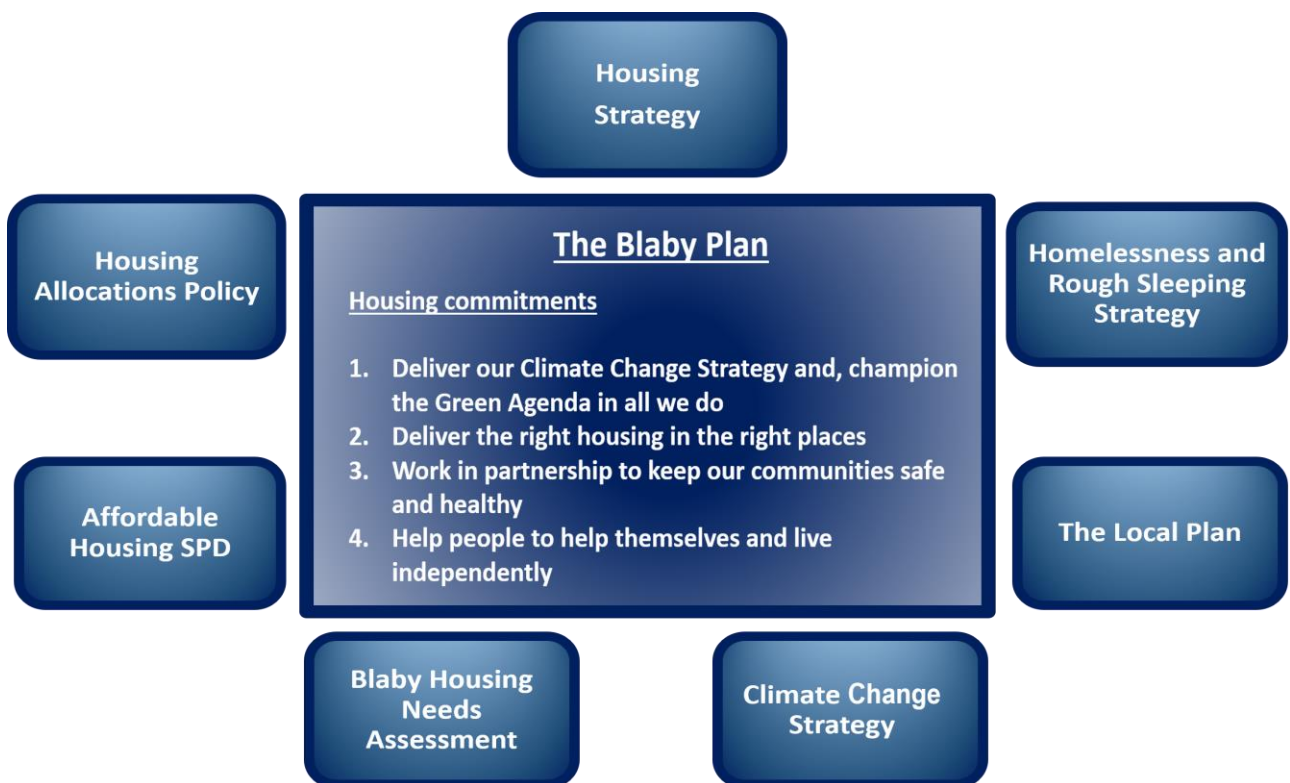 Housing
Strategy
Housing
Allocations Policy
The Blaby Plan
Housing commitments
1. Deliver our Climate Change Strategy and, champion
the Green Agenda in all we do
2. Deliver the right housing in the right places
3. Work in partnership to keep our communities safe
and healthy
4. Help people to help themselves and live
independently
Homelessness and
Rough Sleeping
Strategy
Affordable
Housing SPD
The Local Plan
Blaby Housing
Needs
Assessment
Climate Change
Strategy